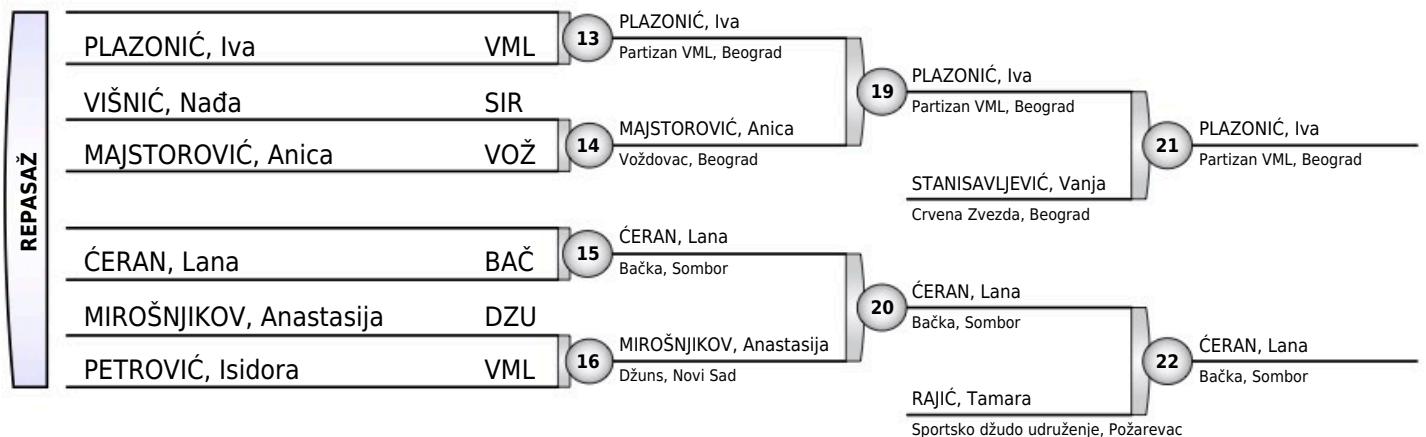 REPASAŽ
PLAZONIĆ, Iva VML
VIŠNIĆ, Nađa SIR
MAJSTOROVIĆ, Anica VOŽ
ĆERAN, Lana BAČ
MIROŠNJIKOV, Anastasija DZU
PETROVIĆ, Isidora VML
13
PLAZONIĆ, Iva
Partizan VML, Beograd
14
MAJSTOROVIĆ, Anica
Voždovac, Beograd
15
ĆERAN, Lana
Bačka, Sombor
16
MIROŠNJIKOV, Anastasija
Džuns, Novi Sad
19
PLAZONIĆ, Iva
Partizan VML, Beograd
STANISAVLJEVIĆ, Vanja
Crvena Zvezda, Beograd
20
ĆERAN, Lana
Bačka, Sombor
RAJIĆ, Tamara
Sportsko džudo udruženje, Požarevac
21
PLAZONIĆ, Iva
Partizan VML, Beograd
22
ĆERAN, Lana
Bačka, Sombor